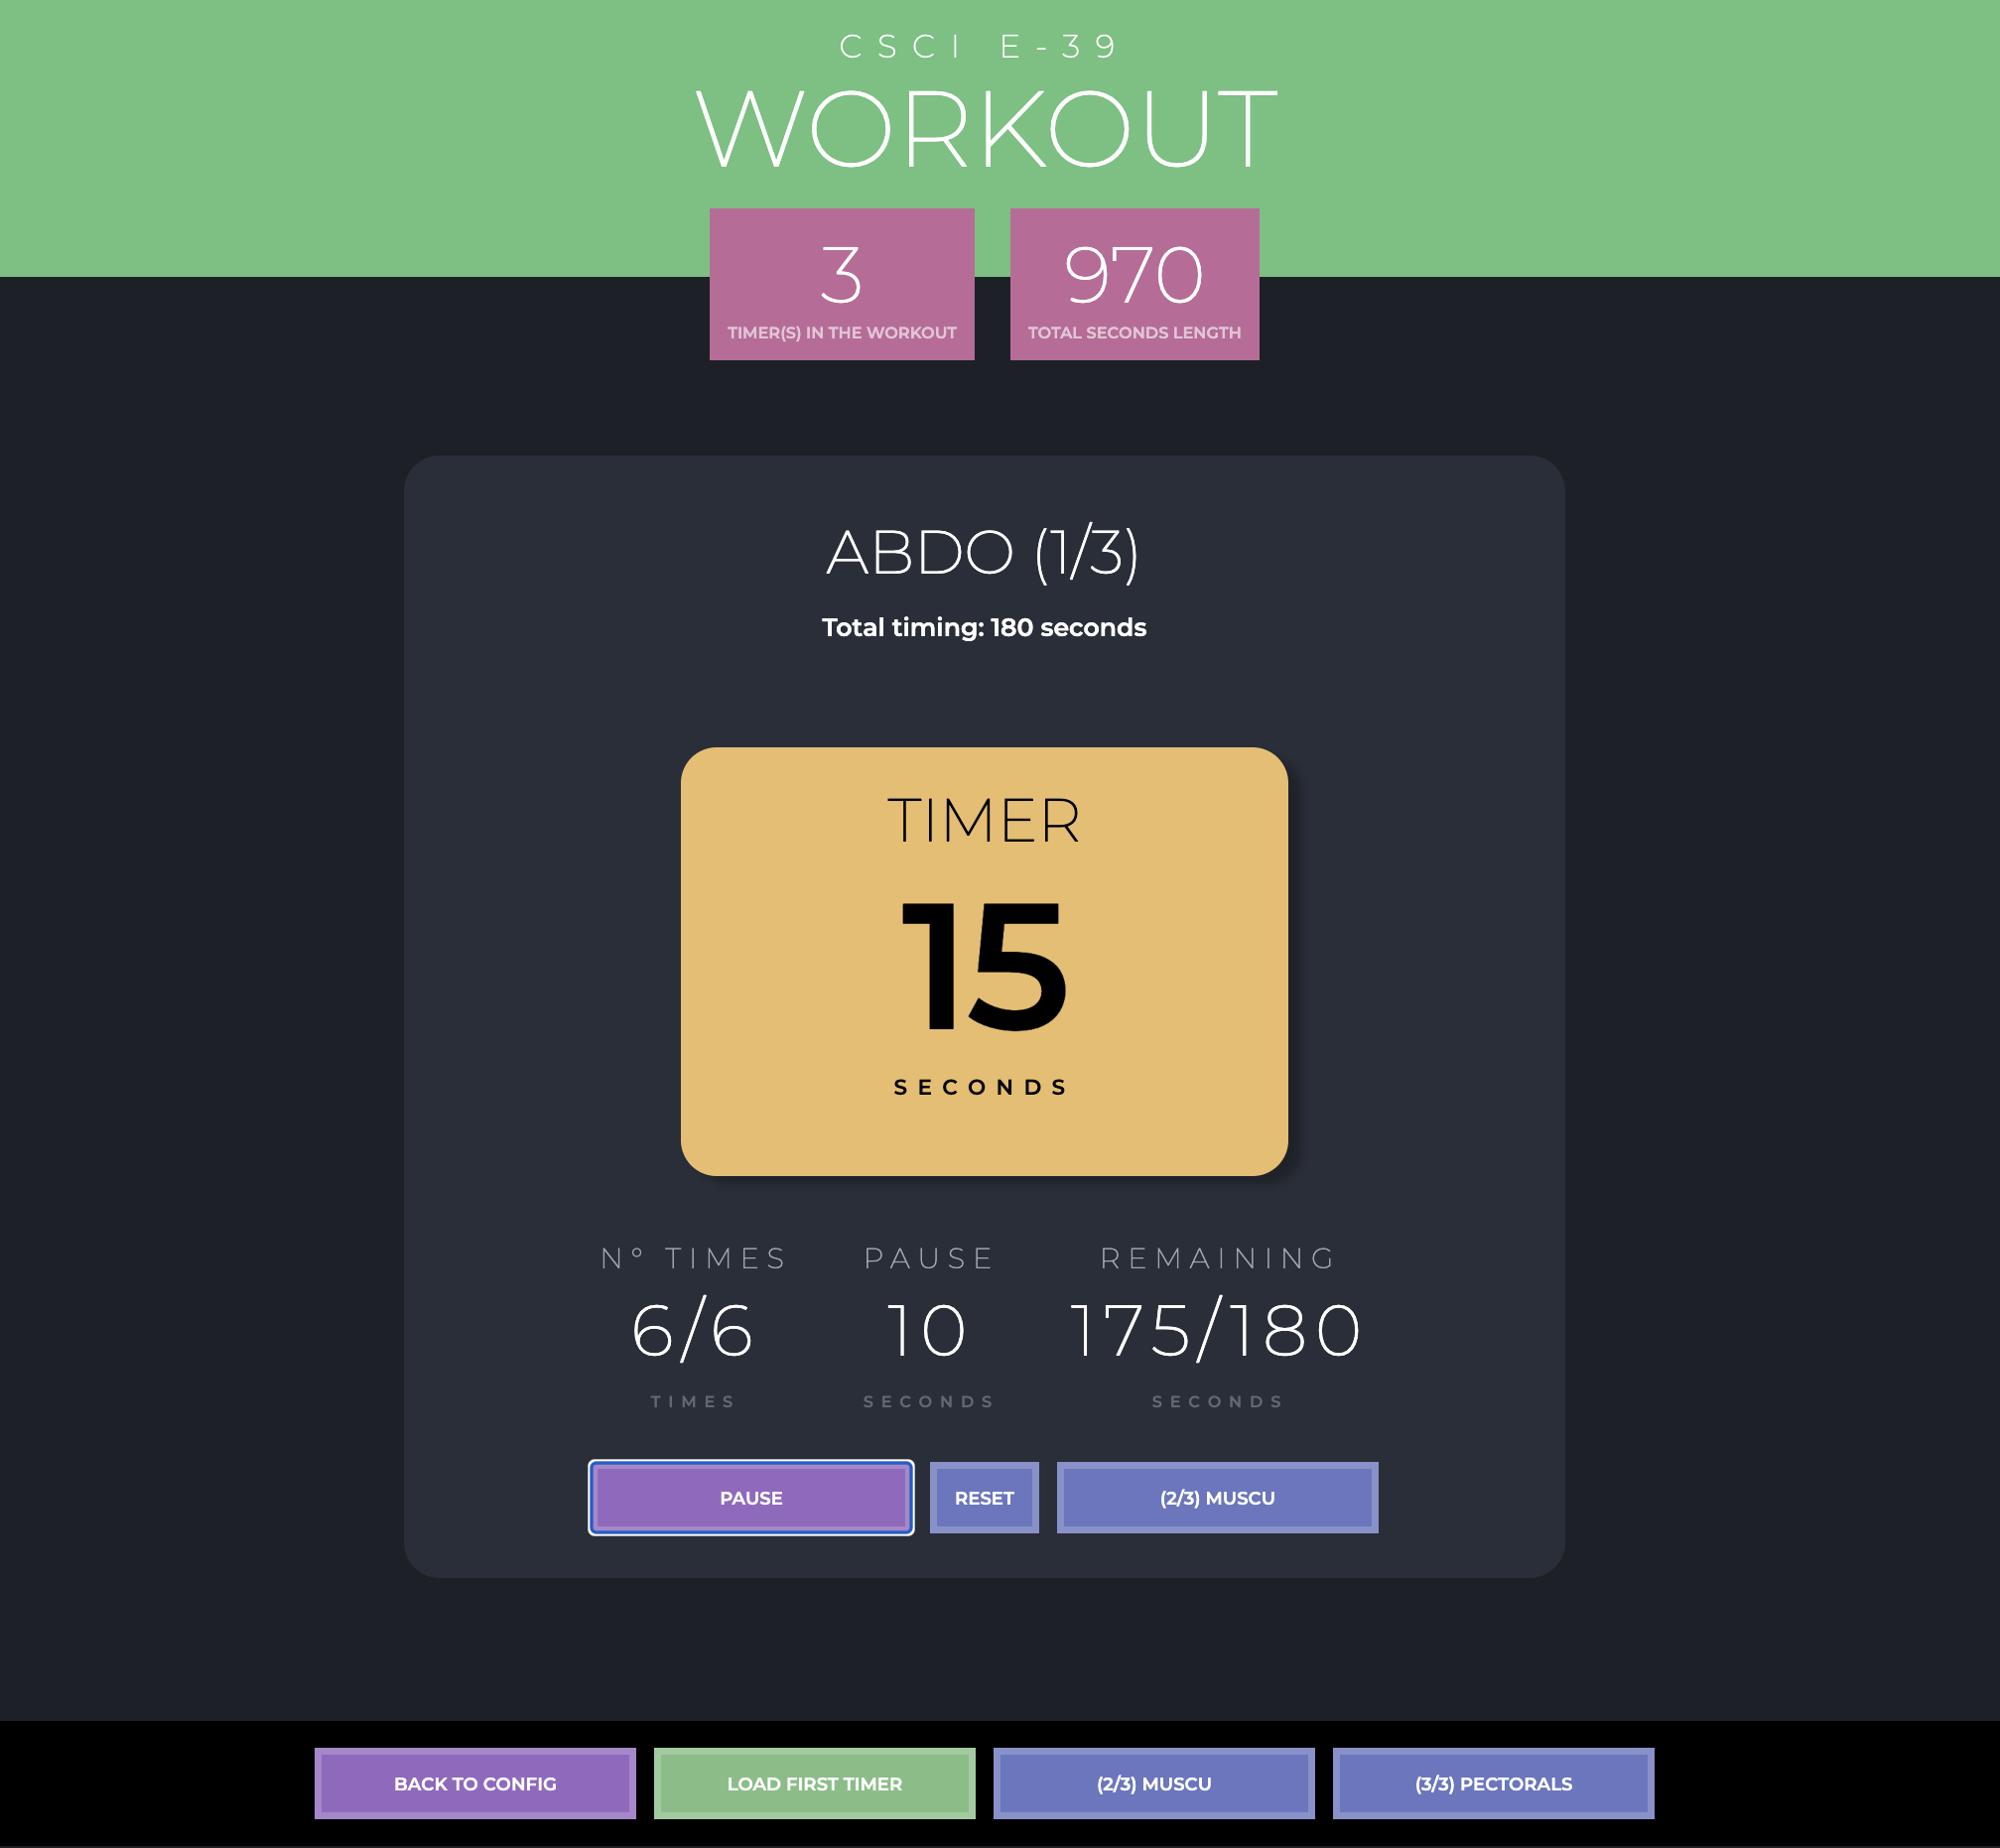 CSCI E-39
WORKOUT
3
TIMER(S) IN THE WORKOUT
970
TOTAL SECONDS LENGTH
ABDO (1/3)
Total timing: 180 seconds
TIMER
15
SECONDS
N° TIMES
6/6
TIMES
PAUSE
10
SECONDS
REMAINING
175/180
SECONDS
PAUSE
RESET
(2/3) MUSCU
BACK TO CONFIG
LOAD FIRST TIMER
(2/3) MUSCU
(3/3) PECTORALS